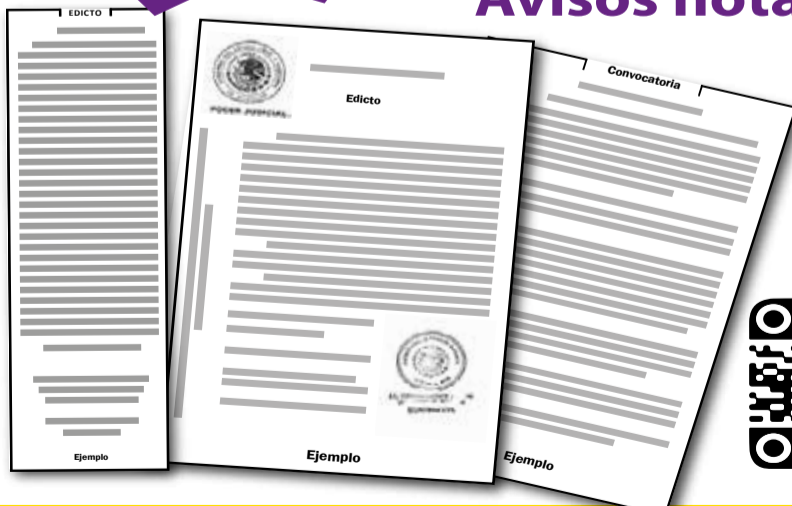 Avisos nota
EDICTO
Ejemplo
PODER JUDICIAL
Edicto
Ejemplo
Convocatoria
Ejemplo